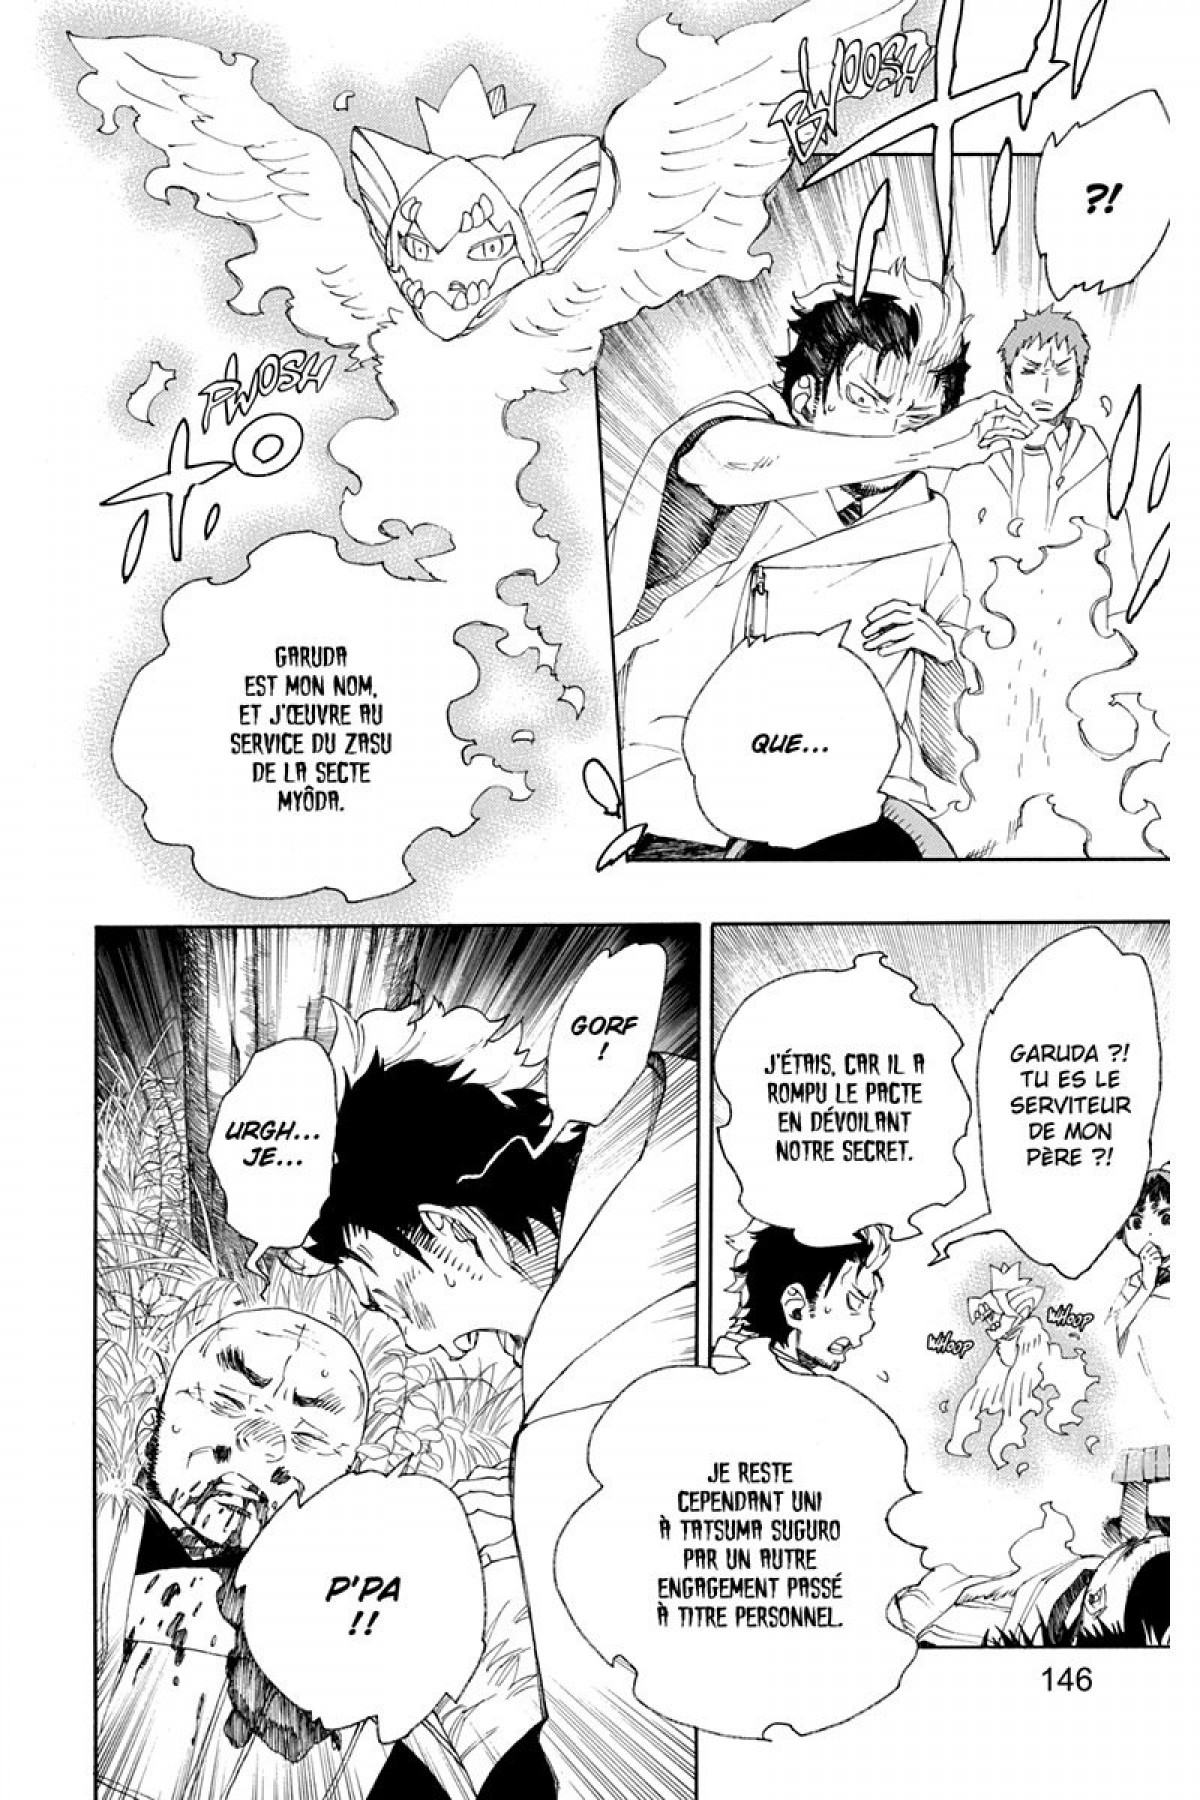 ?!
BWOOSH
QUE...
FWOSH
GARUDA
EST MON NOM,
ET J'ŒUVRE AU
SERVICE DU ZASU
DE LA SECTE
MYÔDA.
GARUDA ?!
TU ES LE
SERVITEUR
DE MON
PÈRE ?!
J'ÉTAIS, CAR IL A
ROMPU LE PACTE
EN DÉVOILANT
NOTRE SECRET.
WHOOP
WHOOP
JE RESTE
CEPENDANT UNI
À TATSUMA SUGURO
PAR UN AUTRE
ENGAGEMENT PASSÉ
À TITRE PERSONNEL.
GORF
!
URGH...
JE...
P'PA
!!
146